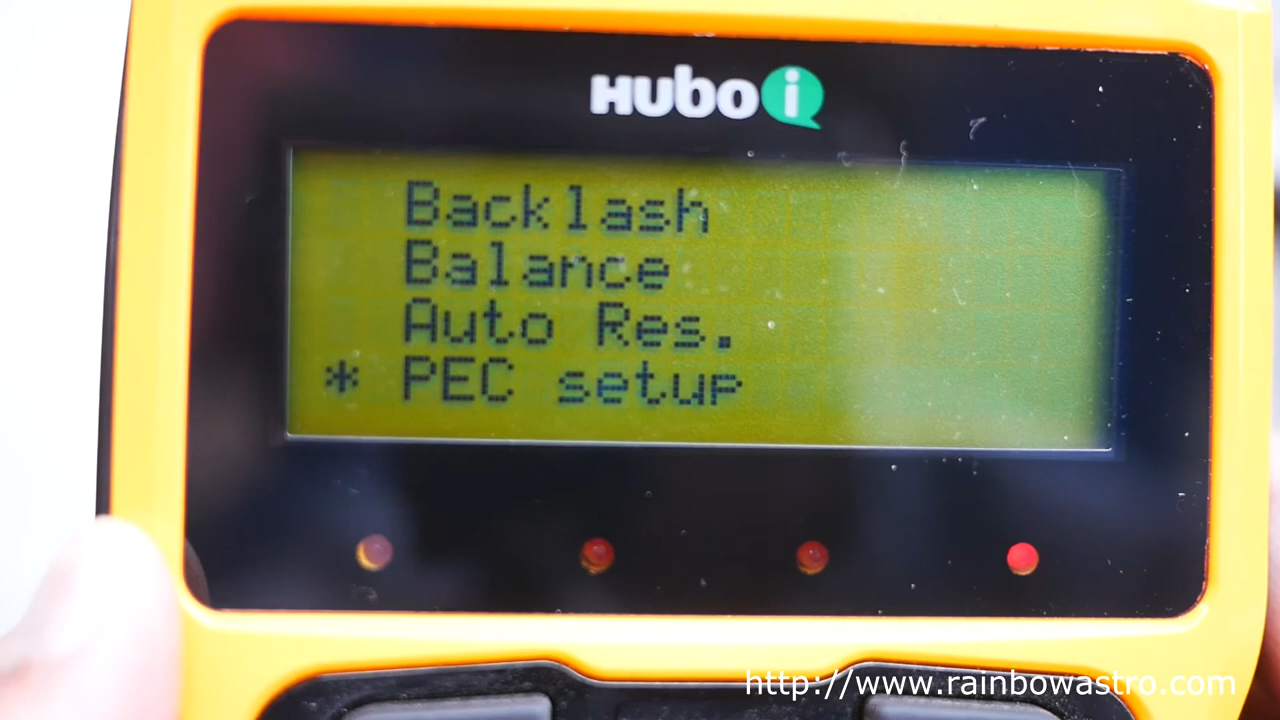 Hubo i
Backlash
Balance
Auto Res.
* PEC setup
http://www.rainbowastro.com